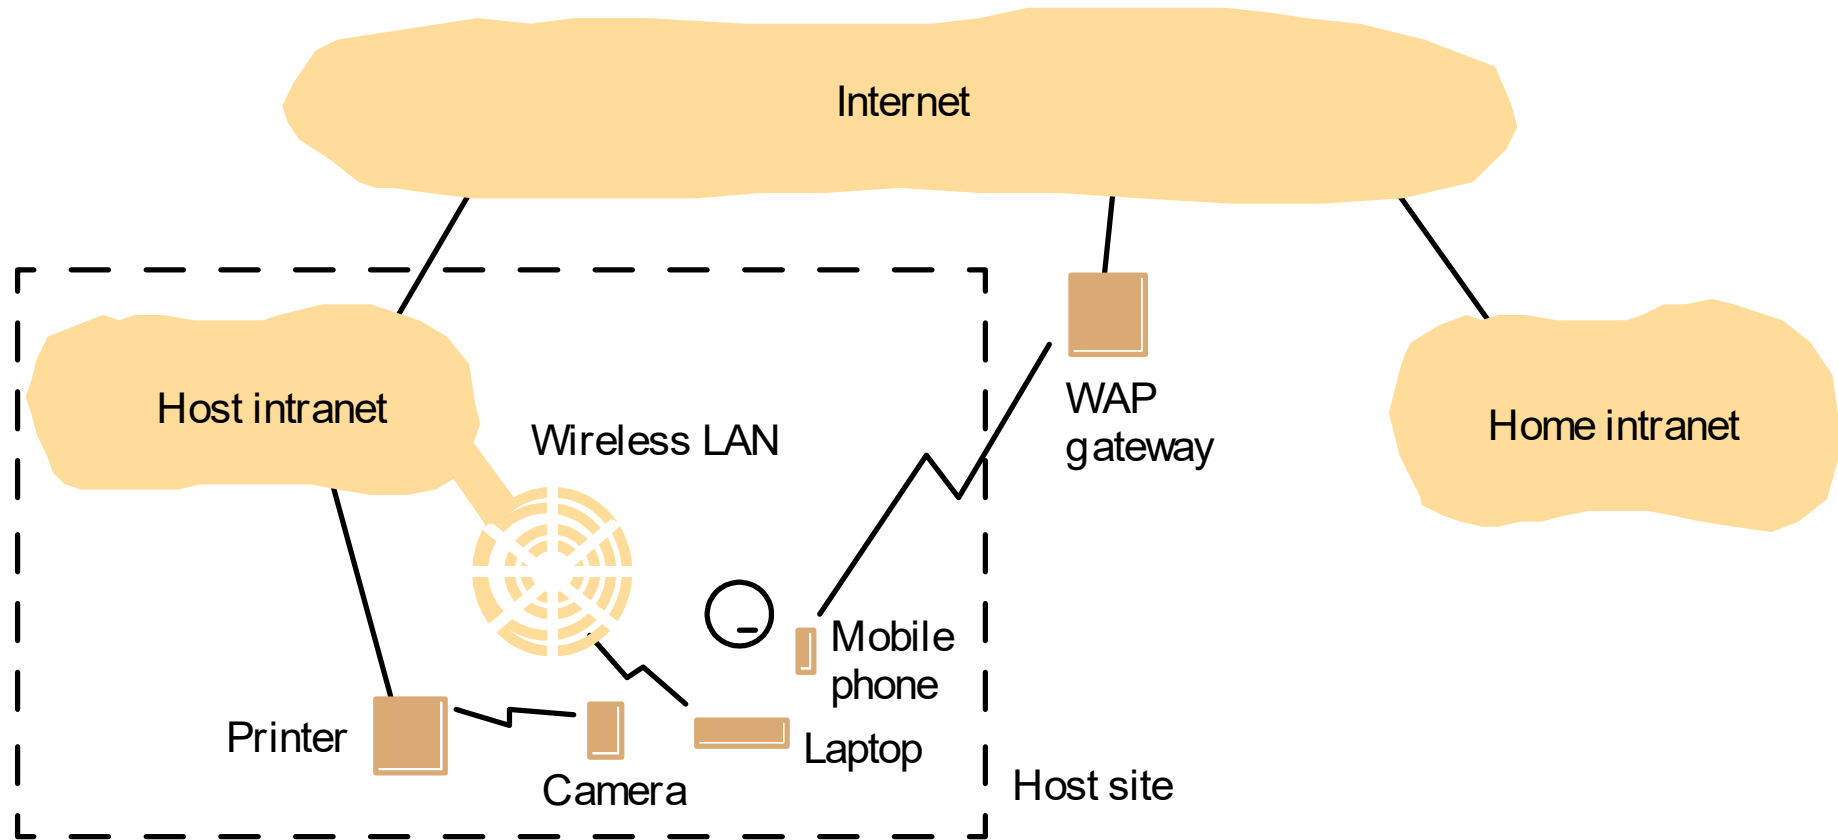 Internet
Host intranet
Wireless LAN
WAP
gateway
Home intranet
Mobile
phone
Printer
Laptop
Camera
Host site